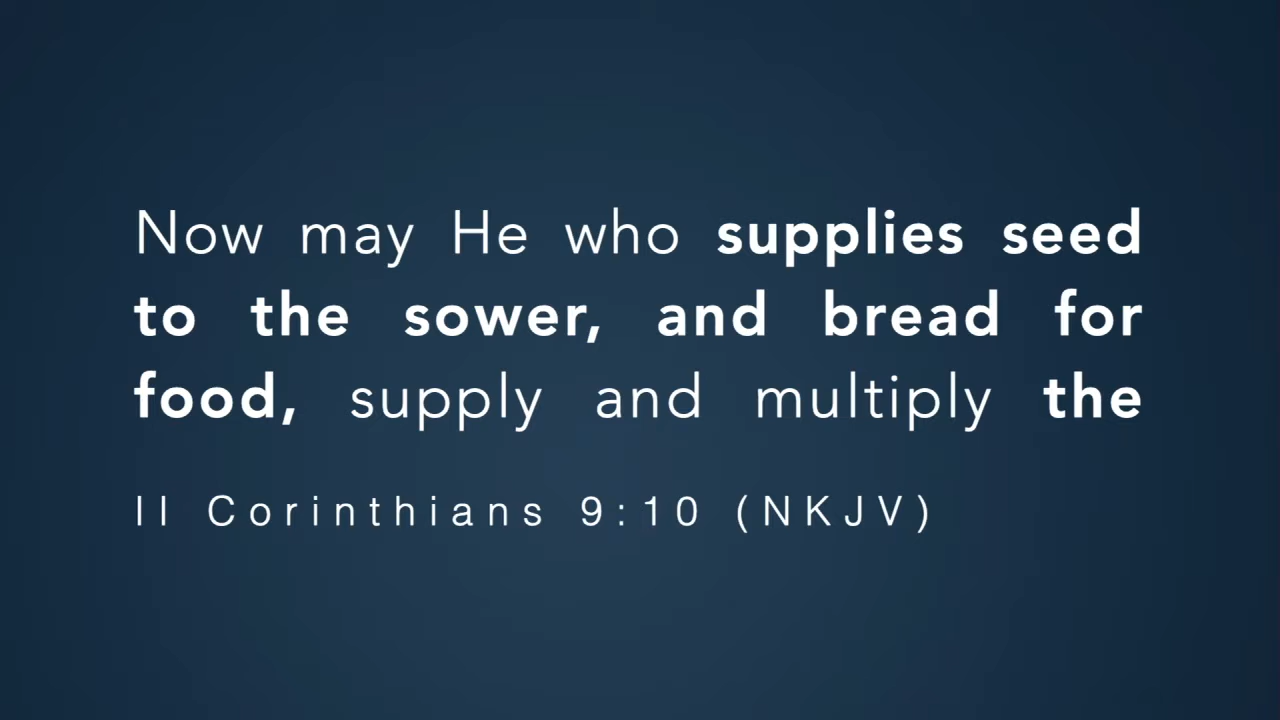 Now may He who supplies seed
to the sower, and bread for
food, supply and multiply the
II Corinthians 9:10 (NKJV)